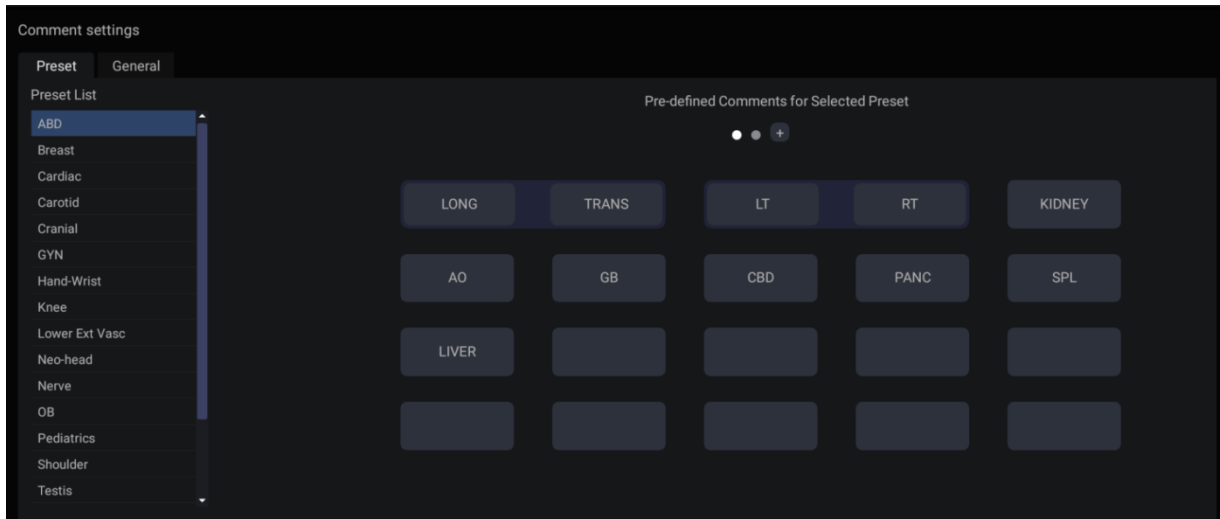 Comment settings
Preset General
Preset List
Pre-defined Comments for Selected Preset
+
ABD
Breast
Cardiac
Carotid
Cranial
GYN
Hand-Wrist
Knee
Lower Ext Vasc
Neo-head
Nerve
OB
Pediatrics
Shoulder
Testis
LONG TRANS LT RT KIDNEY
AO GB CBD PANC SPL
LIVER